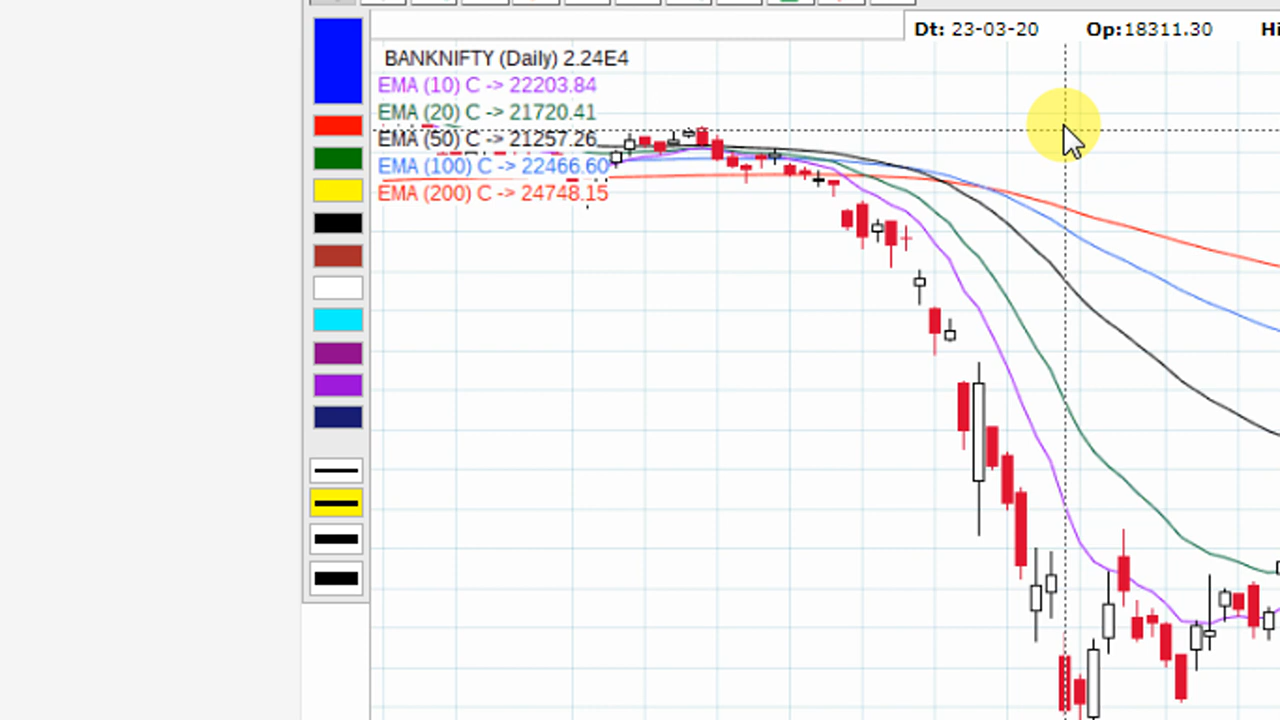 Dt: 23-03-20 Op:18311.30 Hi
BANKNIFTY (Daily) 2.24E4
EMA (10) C -> 22203.84
EMA (20) C -> 21720.41
EMA (50) C -> 21257.26
EMA (100) C -> 22466.60
EMA (200) C -> 24748.15